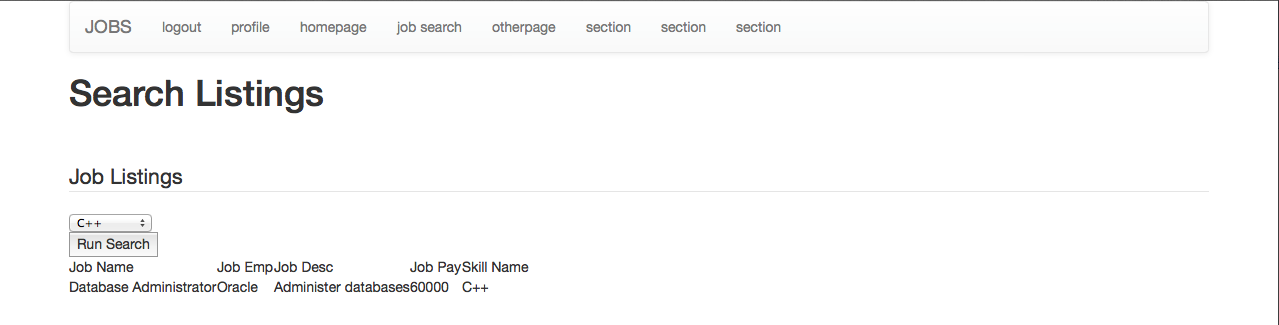 JOBS logout profile homepage job search otherpage section section section
Search Listings
Job Listings
C++
Run Search
Job Name Job Emp Job Desc Job Pay Skill Name
Database Administrator Oracle Administer databases 60000 C++